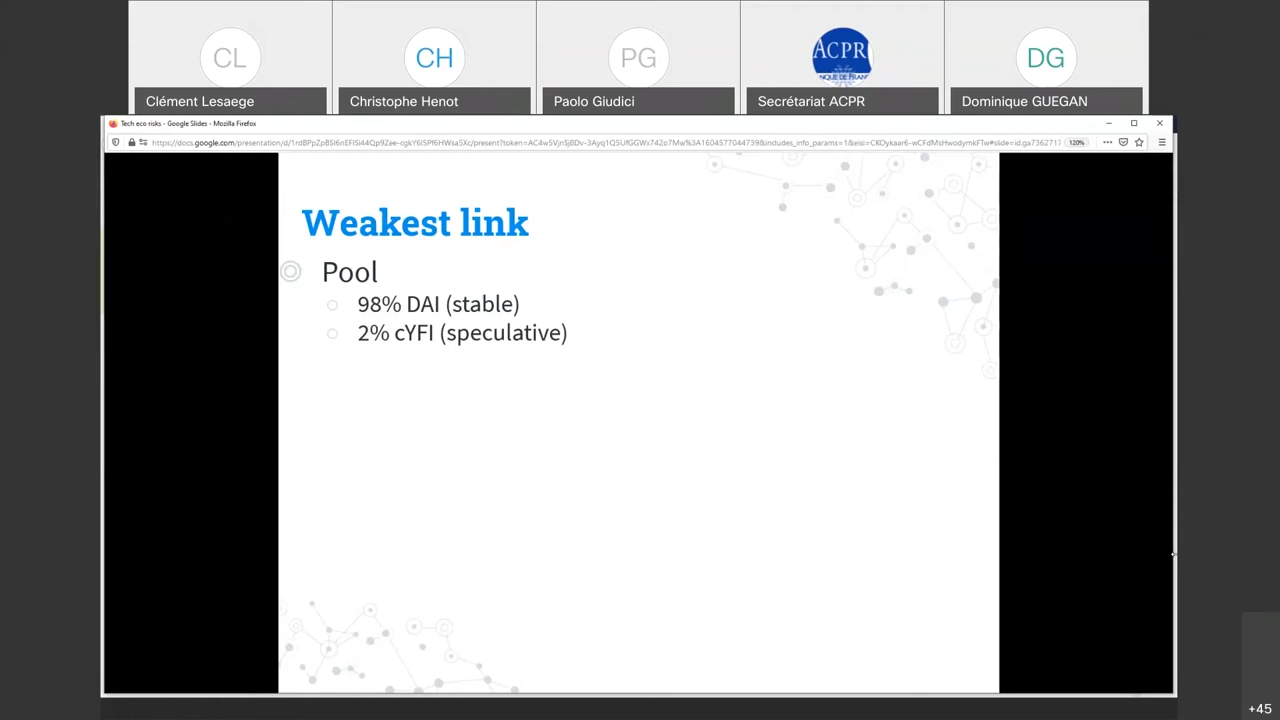 CL
CH
PG
ACPR
DG
Clément Lesaege
Christophe Henot
Paolo Giudici
Secrétariat ACPR
Dominique GUEGAN
Tech eco risks - Google Slides - Mozilla Firefox
120%
Weakest link
Pool
98% DAI (stable)
2% cYFI (speculative)
+45